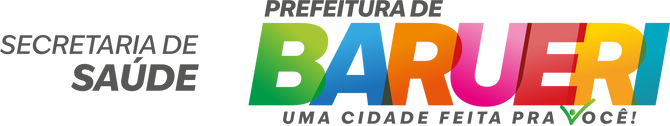 SECRETARIA DE
SAÚDE
PREFEITURA DE
BARUERI
UMA CIDADE FEITA PRA VOCÊ!